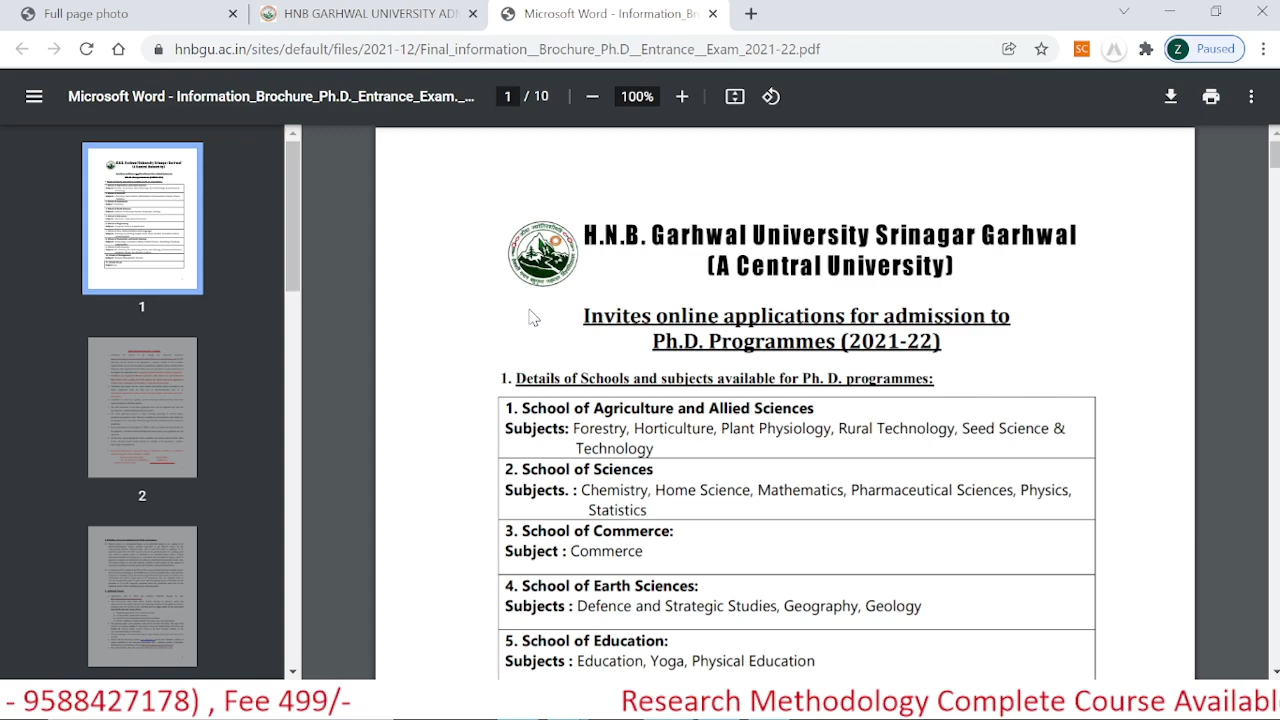 Full page photo
HNB GARHWAL UNIVERSITY ADM
Microsoft Word - Information_Br
hnbgu.ac.in/sites/default/files/2021-12/Final_information__Brochure_Ph.D__Entrance__Exam_2021-22.pdf
SC
Z Paused
Microsoft Word - Information_Brochure_Ph.D._Entrance_Exam._...
1 / 10
100%
1
2
H.N.B. Garhwal University Srinagar Garhwal
(A Central University)
Invites online applications for admission to
Ph.D. Programmes (2021-22)
1. Details of Schools and subjects available for Ph. D. programmes:
1. School of Agriculture and Allied Science:
Subjects: Forestry, Horticulture, Plant Physiology, Rural Technology, Seed Science &
Technology
2. School of Sciences
Subjects. : Chemistry, Home Science, Mathematics, Pharmaceutical Sciences, Physics,
Statistics
3. School of Commerce:
Subject : Commerce
4. School of Earth Sciences:
Subjects : Defence and Strategic Studies, Geography, Geology
5. School of Education:
Subjects : Education, Yoga, Physical Education
- 9588427178) , Fee 499/- Research Methodology Complete Course Availabl